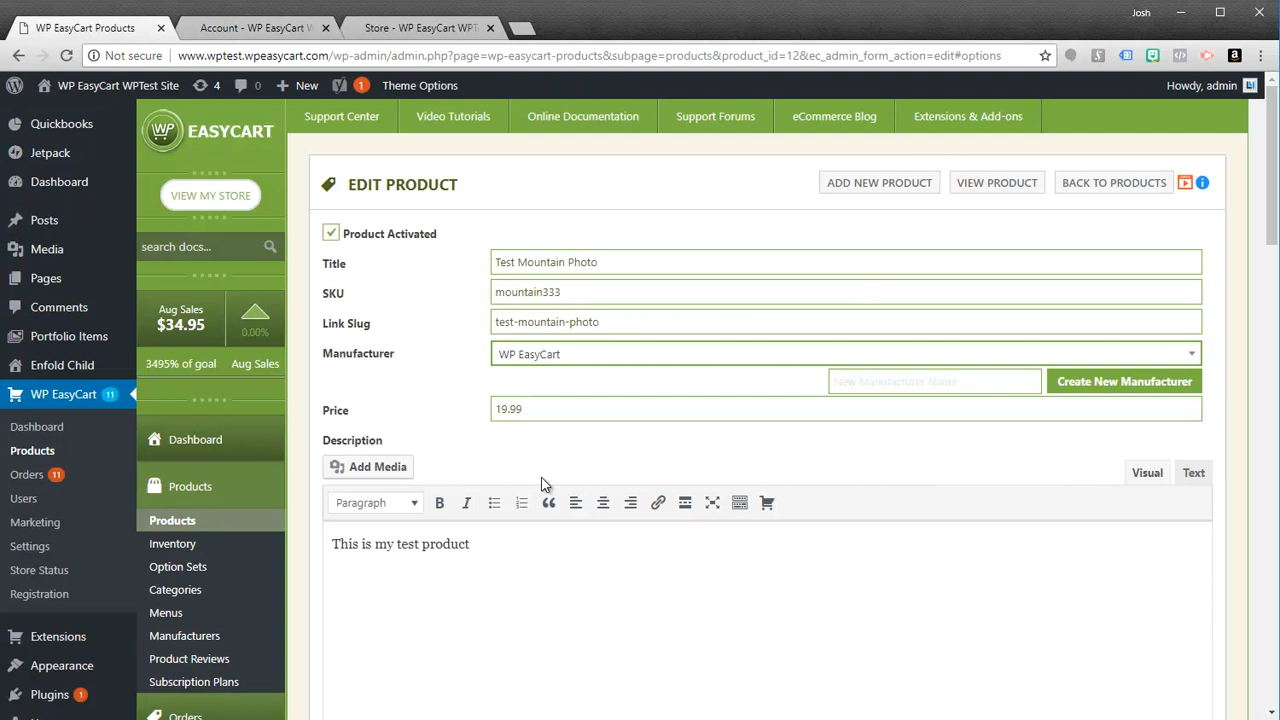 WP EasyCart Products
Account - WP EasyCart W
Store - WP EasyCart WPT
Josh
Not secure
www.wptest.wpeasycart.com/wp-admin/admin.php?page=wp-easycart-products&subpage=products&product_id=12&ec_admin_form_action=edit#options
WP EasyCart WPTest Site
4
0
New
1
Theme Options
Howdy, admin
Quickbooks
Jetpack
Dashboard
Posts
Media
Pages
Comments
Portfolio Items
Enfold Child
WP EasyCart 11
Dashboard
Products
Orders 11
Users
Marketing
Settings
Store Status
Registration
Extensions
Appearance
Plugins 1
WP EASYCART
VIEW MY STORE
search docs...
Aug Sales
$34.95
0.00%
3495% of goal
Aug Sales
Dashboard
Products
Products
Inventory
Option Sets
Categories
Menus
Manufacturers
Product Reviews
Subscription Plans
Orders
Support Center
Video Tutorials
Online Documentation
Support Forums
eCommerce Blog
Extensions & Add-ons
EDIT PRODUCT
ADD NEW PRODUCT
VIEW PRODUCT
BACK TO PRODUCTS
Product Activated
Title
Test Mountain Photo
SKU
mountain333
Link Slug
test-mountain-photo
Manufacturer
WP EasyCart
New Manufacturer Name
Create New Manufacturer
Price
19.99
Description
Add Media
Visual
Text
Paragraph
This is my test product